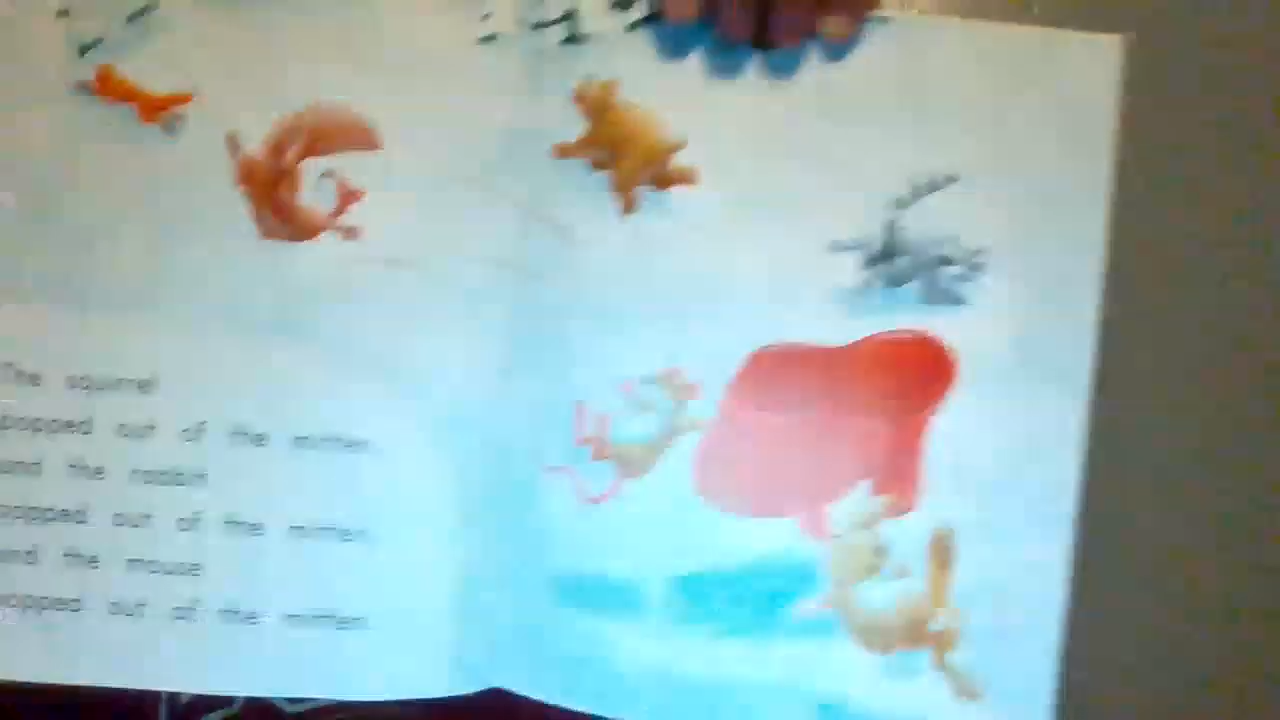 The squirrel
popped out of the mitten
and the rabbit
popped out of the mitten
and the mouse
popped out of the mitten